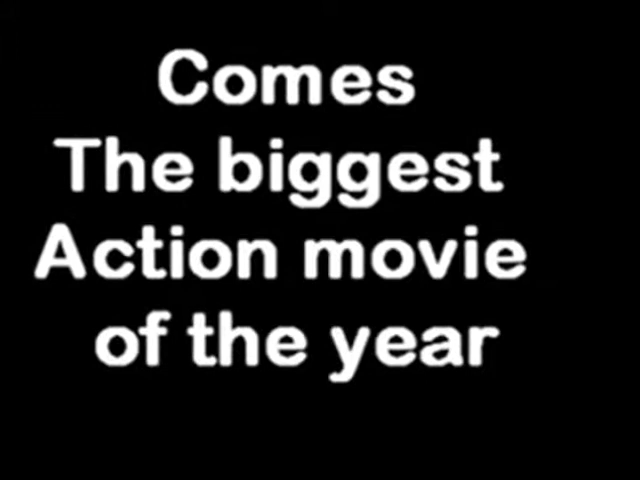 Comes
The biggest
Action movie
of the year